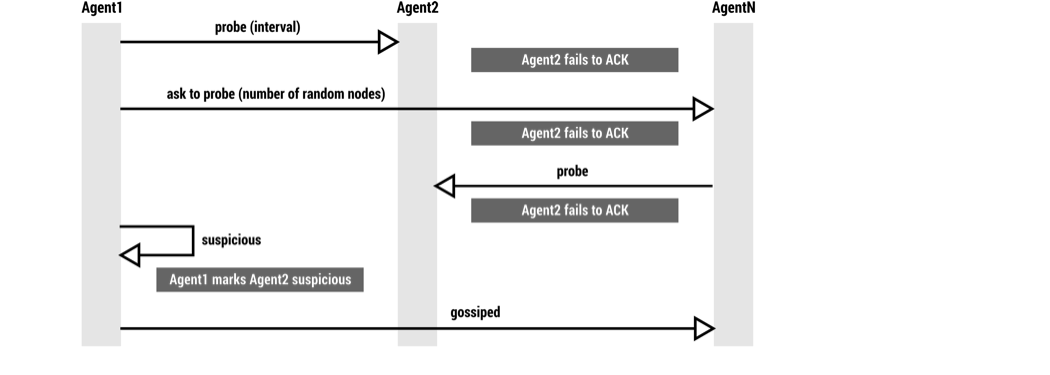 Agent1
Agent2
AgentN
probe (interval)
Agent2 fails to ACK
ask to probe (number of random nodes)
Agent2 fails to ACK
probe
Agent2 fails to ACK
suspicious
Agent1 marks Agent2 suspicious
gossiped